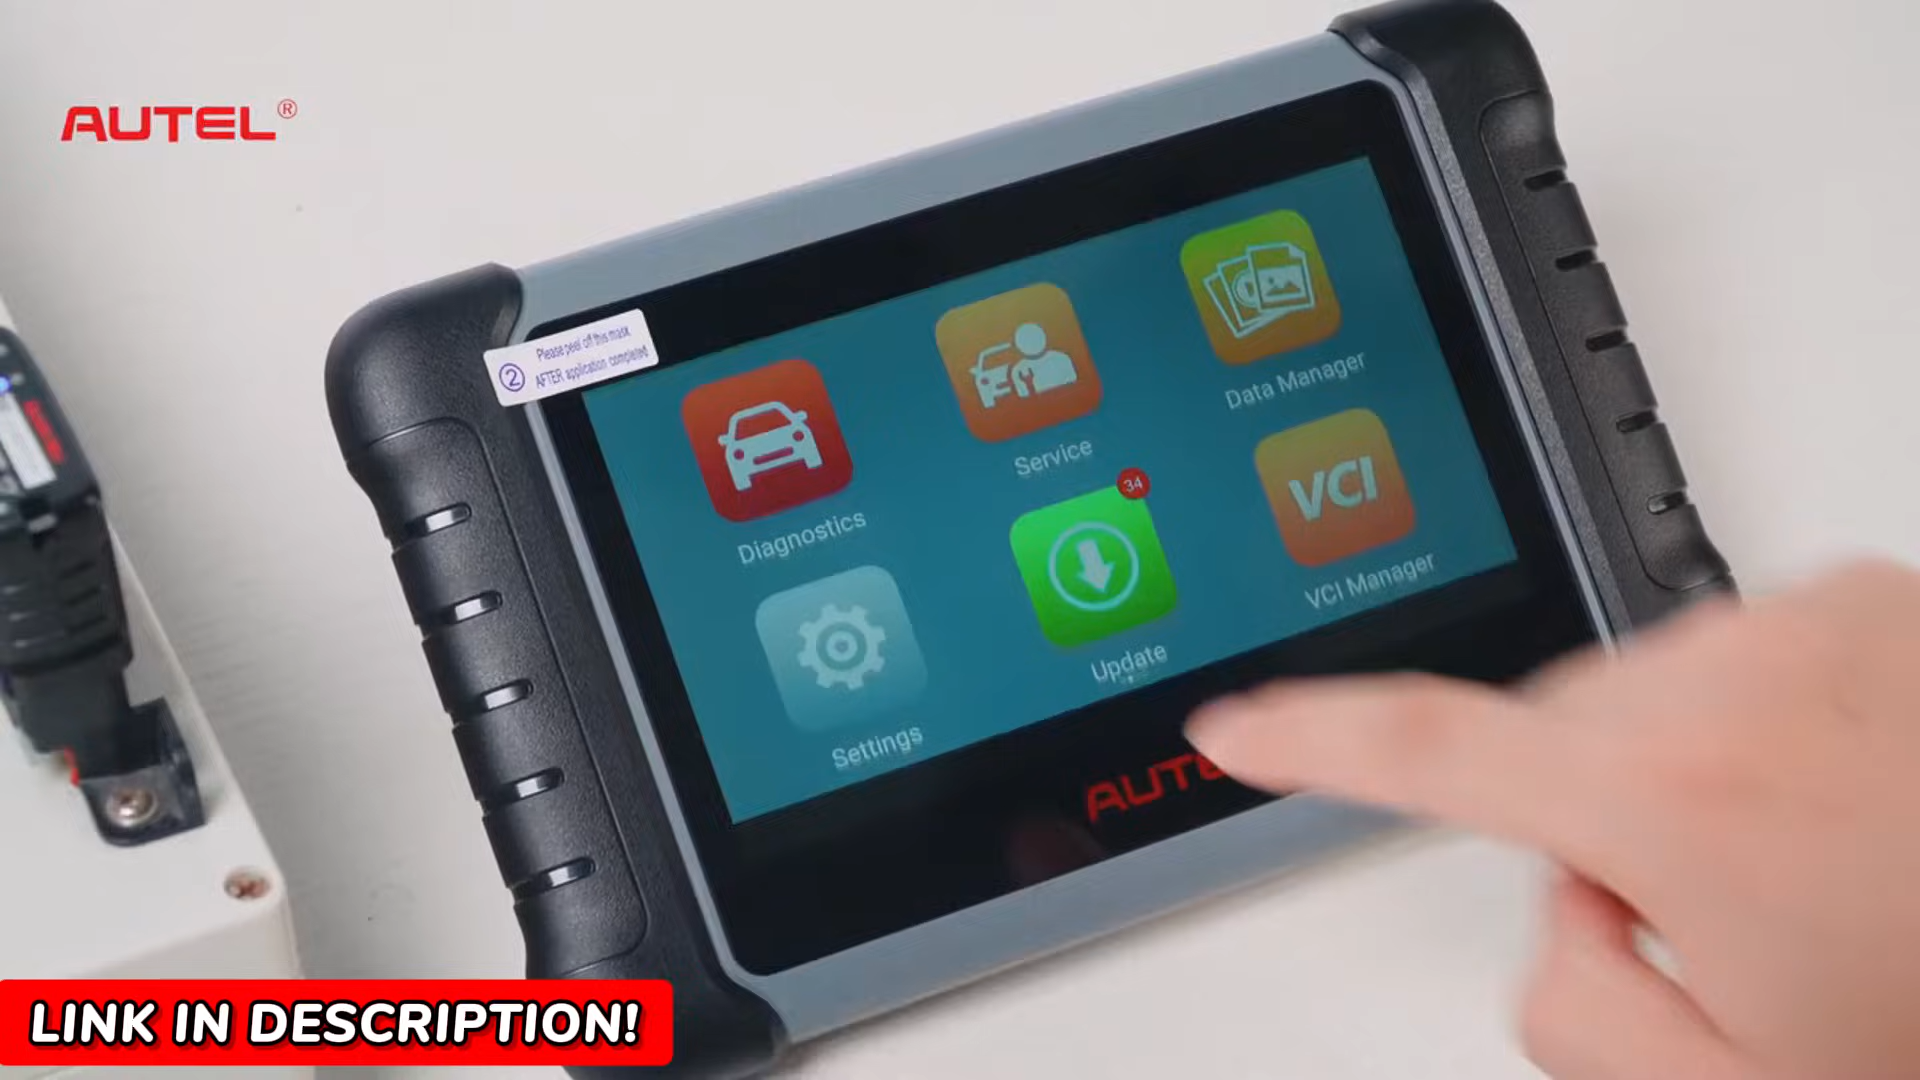 AUTEL®
② Please peel off this mask
AFTER application completed
Diagnostics
Service
Data Manager
Settings
34
Update
VCI
VCI Manager
AUTE
LINK IN DESCRIPTION!